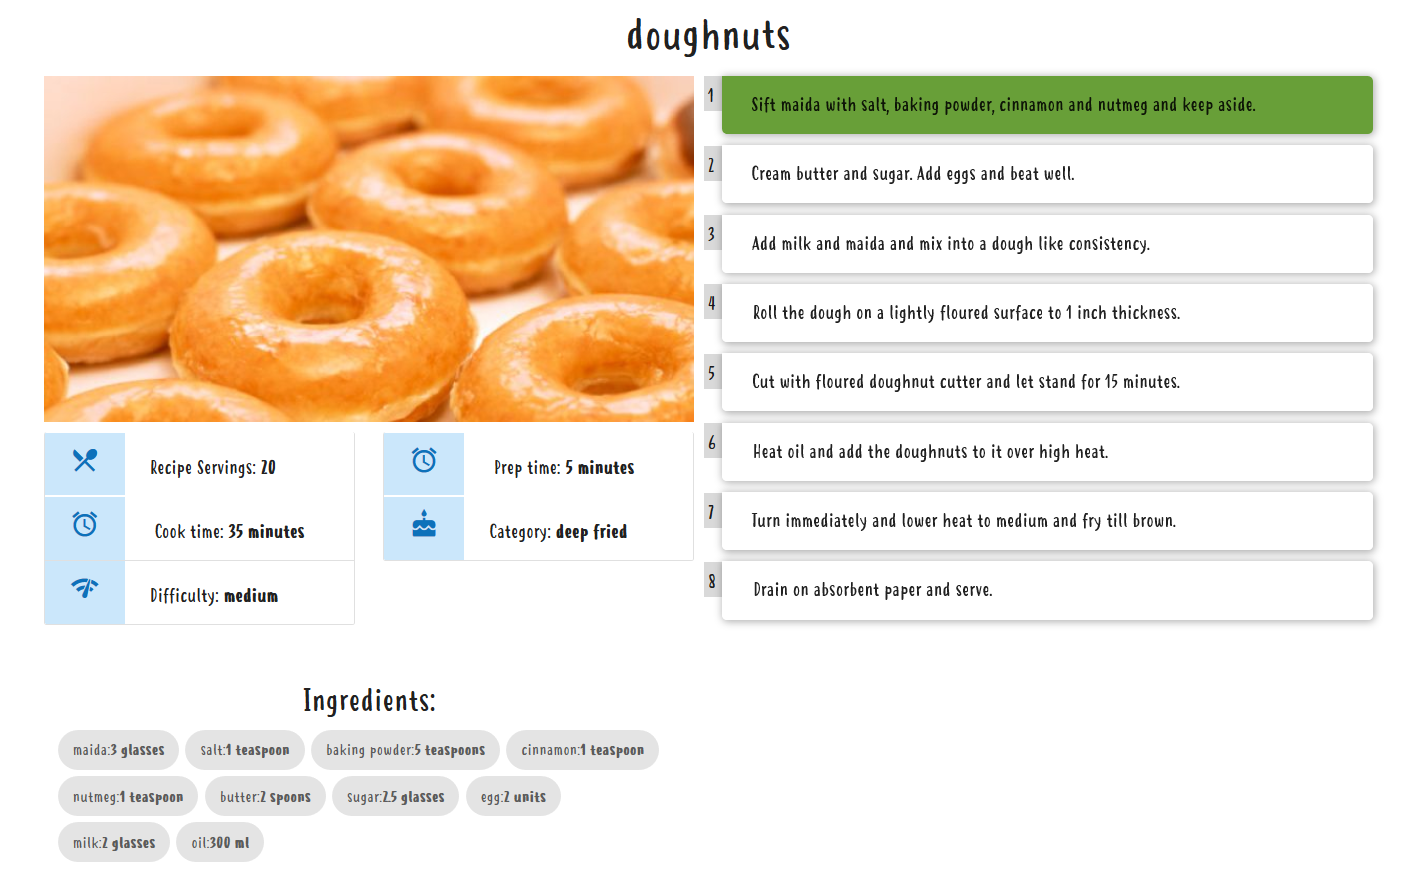 doughnuts
1
Sift maida with salt, baking powder, cinnamon and nutmeg and keep aside.
2
Cream butter and sugar. Add eggs and beat well.
3
Add milk and maida and mix into a dough like consistency.
4
Roll the dough on a lightly floured surface to 1 inch thickness.
5
Cut with floured doughnut cutter and let stand for 15 minutes.
6
Heat oil and add the doughnuts to it over high heat.
7
Turn immediately and lower heat to medium and fry till brown.
8
Drain on absorbent paper and serve.
Recipe Servings: 20
Prep time: 5 minutes
Cook time: 35 minutes
Category: deep fried
Difficulty: medium
Ingredients:
maida:3 glasses
salt:1 teaspoon
baking powder:5 teaspoons
cinnamon:1 teaspoon
nutmeg:1 teaspoon
butter:2 spoons
sugar:2.5 glasses
egg:2 units
milk:2 glasses
oil:300 ml